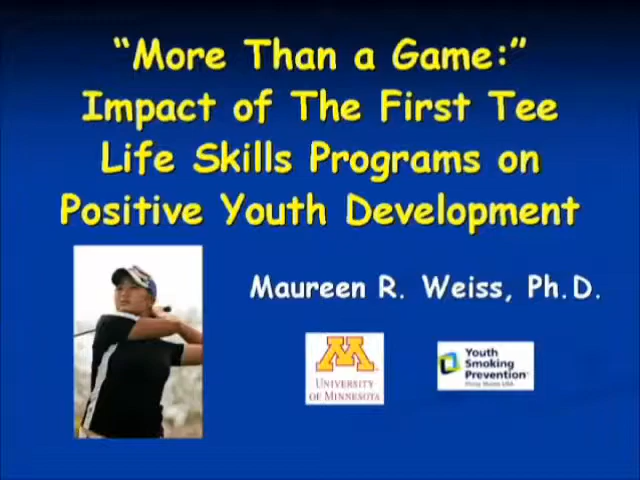 “More Than a Game:”
Impact of The First Tee
Life Skills Programs on
Positive Youth Development
Maureen R. Weiss, Ph.D.
M
UNIVERSITY
OF MINNESOTA
Youth
Smoking
Prevention